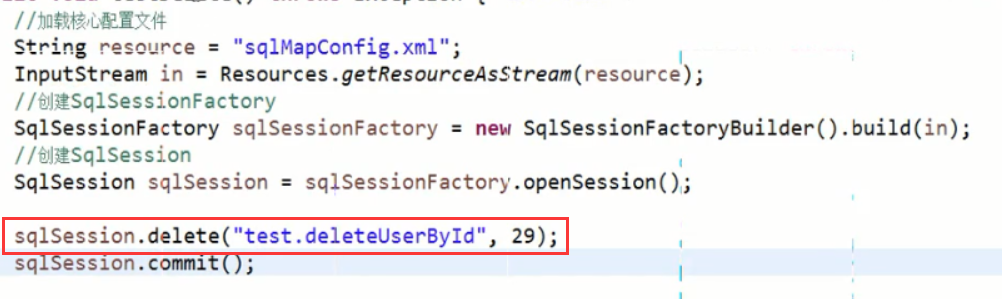 //加载核心配置文件
String resource = "sqlMapConfig.xml";
InputStream in = Resources.getResourceAsStream(resource);
//创建SqlSessionFactory
SqlSessionFactory sqlSessionFactory = new SqlSessionFactoryBuilder().build(in);
//创建SqlSession
SqlSession sqlSession = sqlSessionFactory.openSession();
sqlSession.delete("test.deleteUserById", 29);
sqlSession.commit();